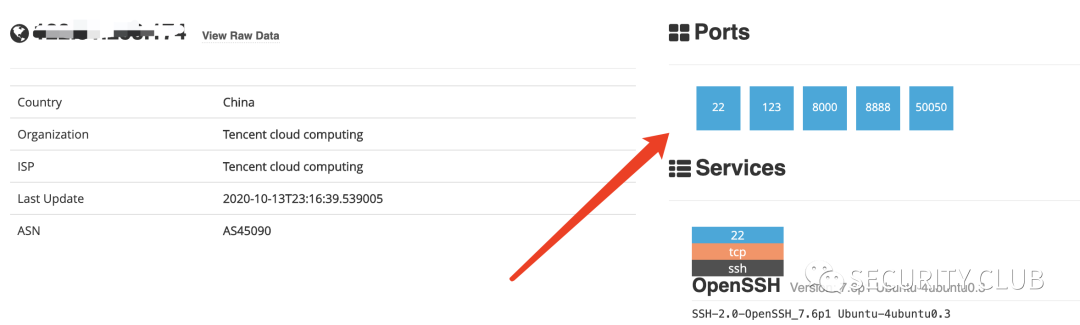 View Raw Data
Country China
Organization Tencent cloud computing
ISP Tencent cloud computing
Last Update 2020-10-13T23:16:39.539005
ASN AS45090
Ports
22 123 8000 8888 50050
Services
22
tcp
ssh
OpenSSH Version: 7.6p1 Ubuntu-4ubuntu0.3
SECURITY CLUB
SSH-2.0-OpenSSH_7.6p1 Ubuntu-4ubuntu0.3